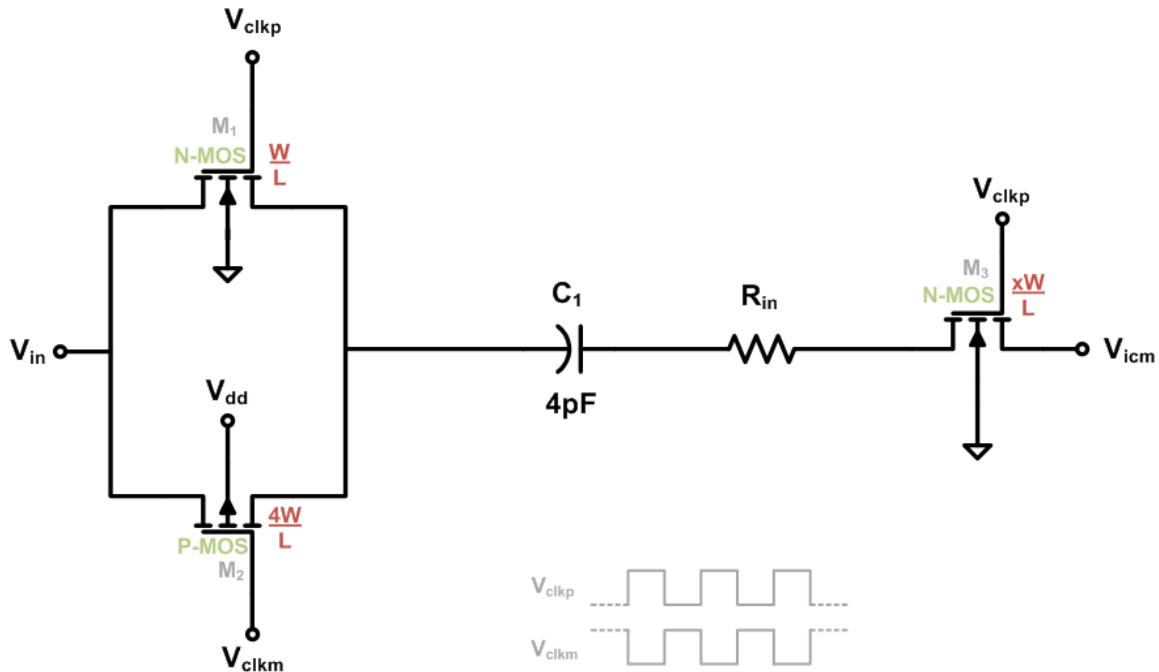 Vclkp
M1
N-MOS
W
L
Vclkp
M3
N-MOS
xW
L
C1
Rin
Vin
Vicm
Vdd
4pF
4W
L
P-MOS
M2
Vclkp
Vclkm
Vclkm